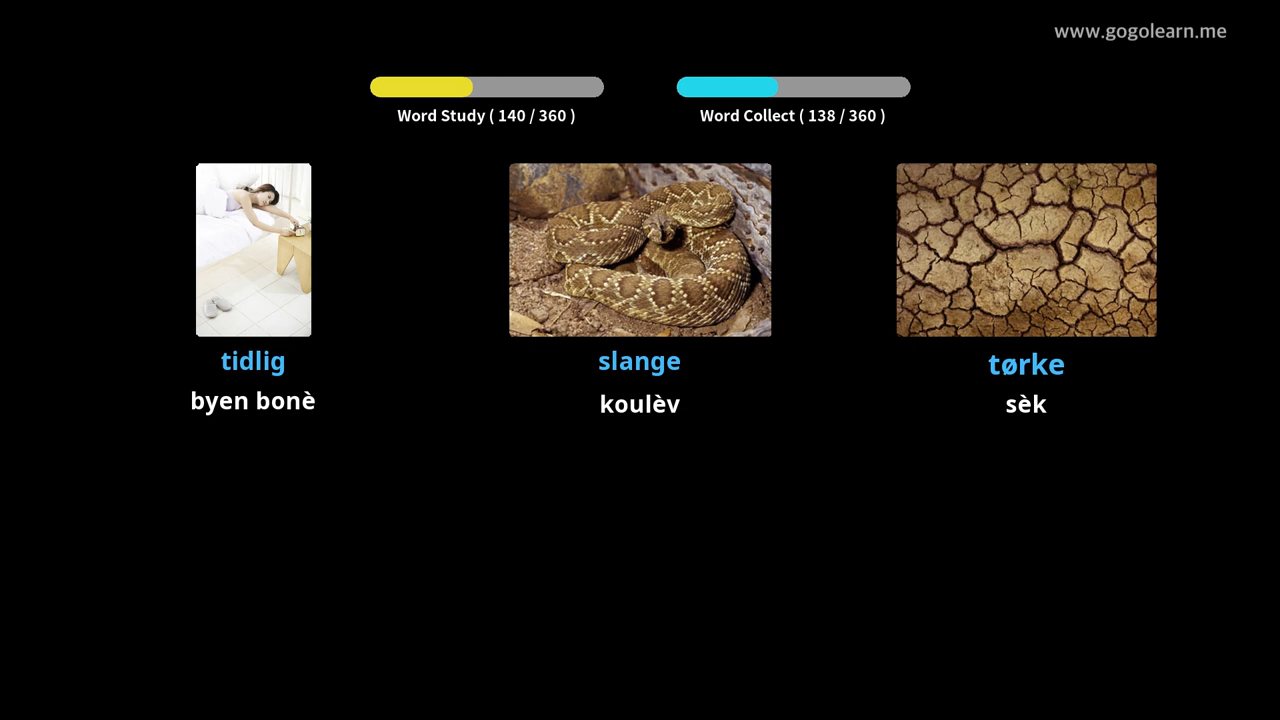 www.gogolearn.me
Word Study ( 140 / 360 )
Word Collect ( 138 / 360 )
tidlig
slange
tørke
byen bonè
koulèv
sèk